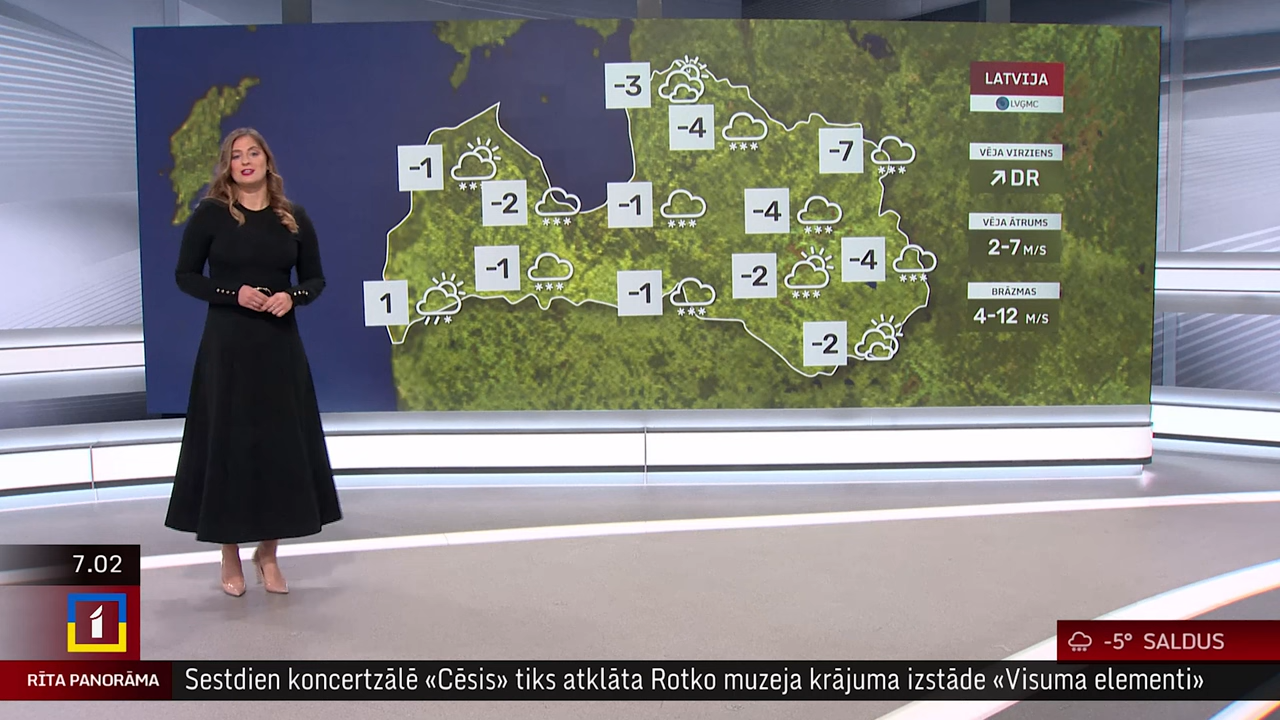 -3
-4
-7
-1
-2
-1
-4
-1
-2
-4
1
-1
-2
LATVIJA
LVĢMC
VĒJA VIRZIENS
DR
VĒJA ĀTRUMS
2-7 M/S
BRĀZMAS
4-12 M/S
7.02
1
-5° SALDUS
RĪTA PANORĀMA
Sestdien koncertzālē «Cēsis» tiks atklāta Rotko muzeja krājuma izstāde «Visuma elementi»